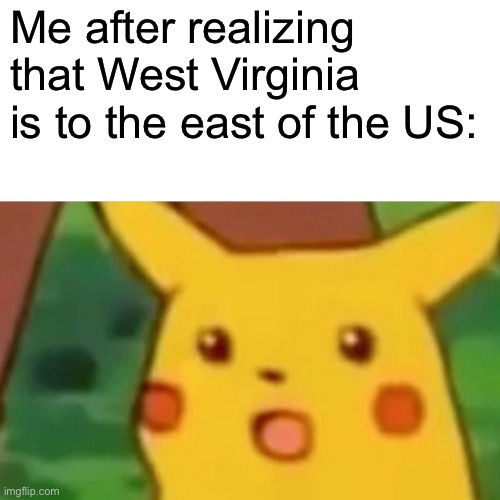 Me after realizing
that West Virginia
is to the east of the US:
imgflip.com